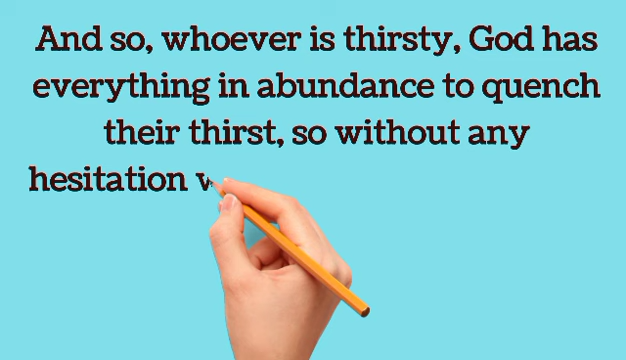 And so, whoever is thirsty, God has
everything in abundance to quench
their thirst, so without any
hesitation